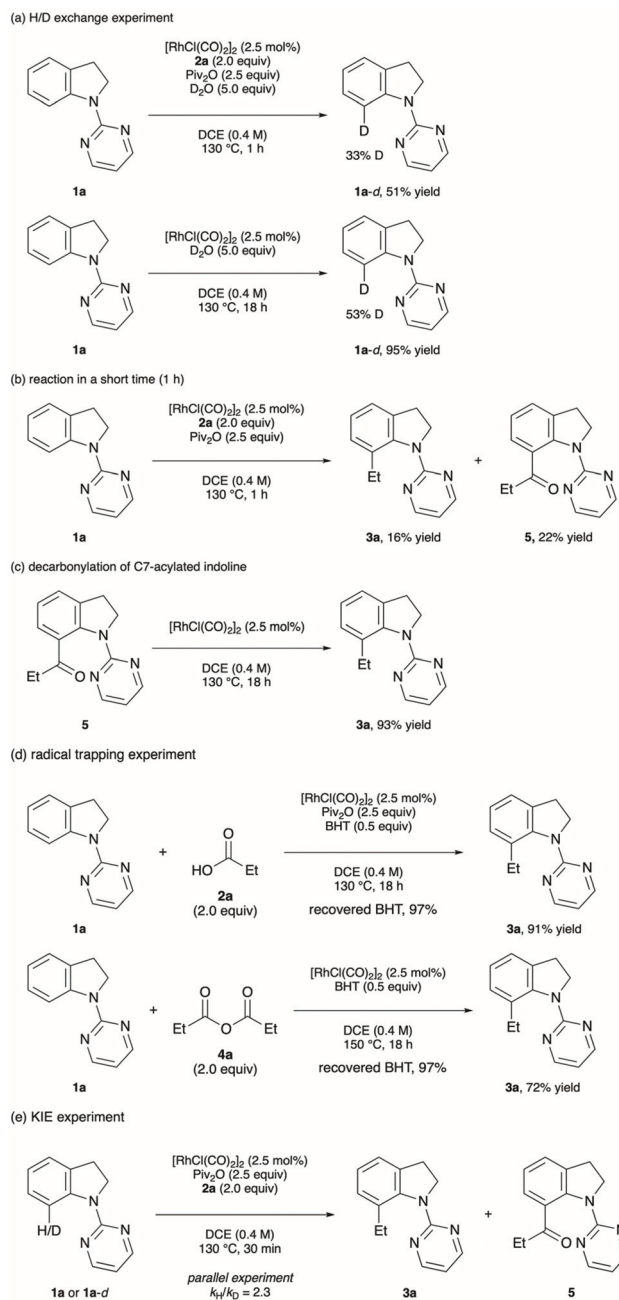 (a) H/D exchange experiment
[RhCl(CO)₂]₂ (2.5 mol%)
2a (2.0 equiv)
Piv₂O (2.5 equiv)
D₂O (5.0 equiv)
DCE (0.4 M)
130 °C, 1 h
N
N
N
1a
N
D
N
N
33% D
1a-d, 51% yield
[RhCl(CO)₂]₂ (2.5 mol%)
D₂O (5.0 equiv)
DCE (0.4 M)
130 °C, 18 h
N
N
N
1a
N
D
N
N
53% D
1a-d, 95% yield
(b) reaction in a short time (1 h)
[RhCl(CO)₂]₂ (2.5 mol%)
2a (2.0 equiv)
Piv₂O (2.5 equiv)
DCE (0.4 M)
130 °C, 1 h
N
N
N
1a
N
Et
N
N
3a, 16% yield
+
N
Et
O
N
N
5, 22% yield
(c) decarbonylation of C7-acylated indoline
N
Et
O
N
N
5
[RhCl(CO)₂]₂ (2.5 mol%)
DCE (0.4 M)
130 °C, 18 h
N
Et
N
N
3a, 93% yield
(d) radical trapping experiment
N
N
N
1a
+
O
HO
Et
2a
(2.0 equiv)
[RhCl(CO)₂]₂ (2.5 mol%)
Piv₂O (2.5 equiv)
BHT (0.5 equiv)
DCE (0.4 M)
130 °C, 18 h
recovered BHT, 97%
N
Et
N
N
3a, 91% yield
N
N
N
1a
+
O O
Et O Et
4a
(2.0 equiv)
[RhCl(CO)₂]₂ (2.5 mol%)
BHT (0.5 equiv)
DCE (0.4 M)
150 °C, 18 h
recovered BHT, 97%
N
Et
N
N
3a, 72% yield
(e) KIE experiment
N
H/D
N
N
1a or 1a-d
[RhCl(CO)₂]₂ (2.5 mol%)
Piv₂O (2.5 equiv)
2a (2.0 equiv)
DCE (0.4 M)
130 °C, 30 min
parallel experiment
kH/kD = 2.3
N
Et
N
N
3a
+
N
Et
O
N
N
5